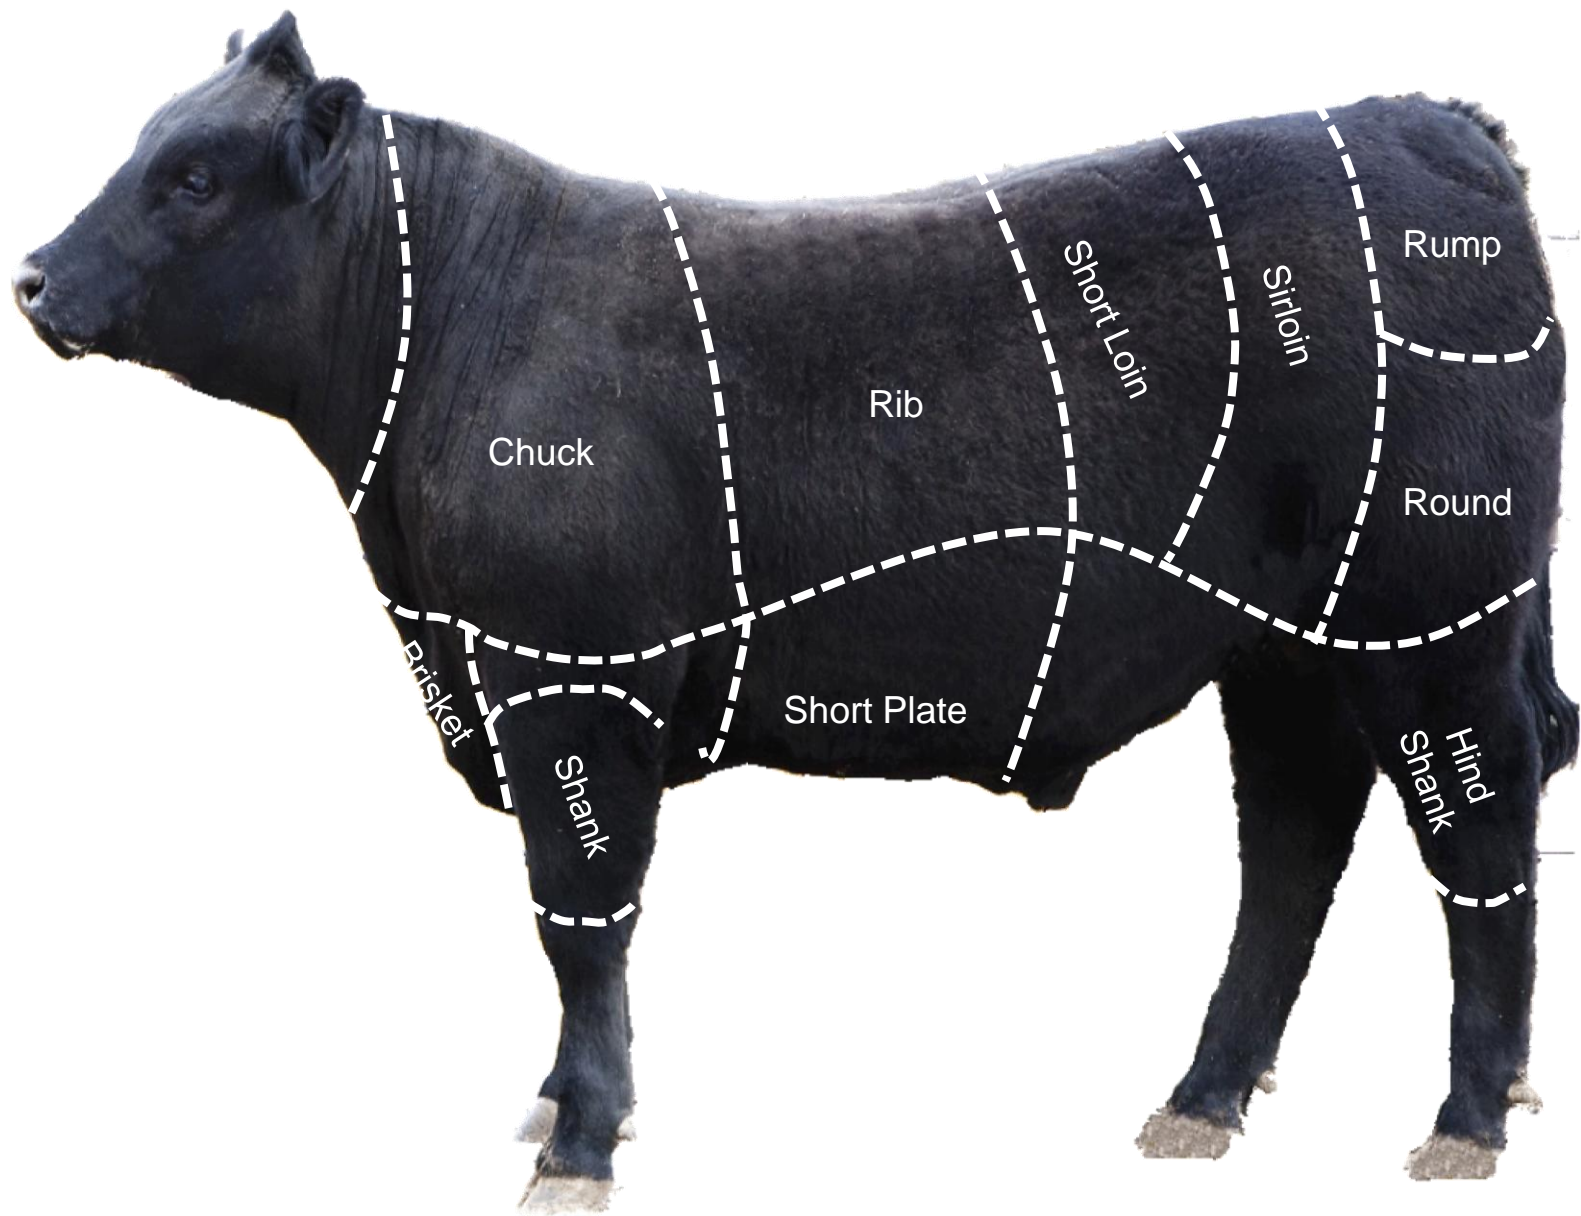 Rump
Short Loin
Sirloin
Rib
Chuck
Round
Brisket
Short Plate
Shank
Hind
Shank